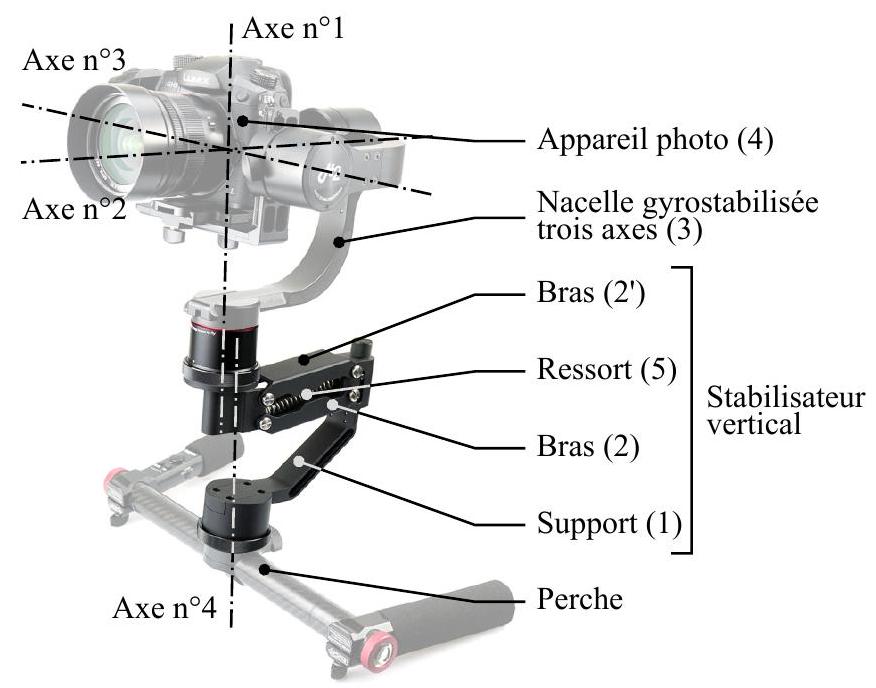 Axe n°1
Axe n°3
LUMIX
Appareil photo (4)
Axe n°2
Nacelle gyrostabilisée
trois axes (3)
Bras (2')
Ressort (5)
Stabilisateur
vertical
Bras (2)
Support (1)
Axe n°4
Perche